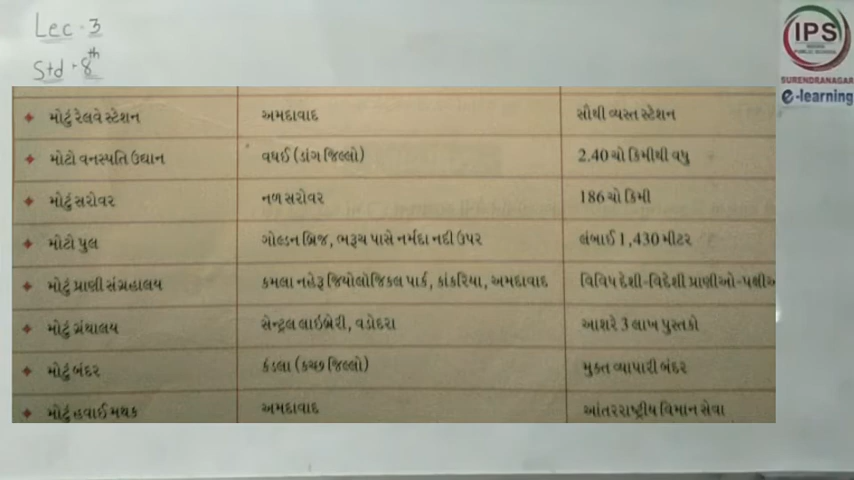 Lec - 3
Std - 8th
IPS
SURENDRANAGAR
e-learning
મોટું રેલવે સ્ટેશન અમદાવાદ સૌથી વ્યસ્ત સ્ટેશન
મોટો વનસ્પતિ ઉદ્યાન વઘઈ (ડાંગ જિલ્લો) 2.40 ચો કિમીથી વધુ
મોટું સરોવર નળ સરોવર 186 ચો કિમી
મોટો પુલ ગોલ્ડન બ્રિજ, ભરૂચ પાસે નર્મદા નદી ઉપર લંબાઈ 1,430 મીટર
મોટું પ્રાણી સંગ્રહાલય કમલા નહેરૂ જિયોલોજિકલ પાર્ક, કાંકરિયા, અમદાવાદ વિવિધ દેશી-વિદેશી પ્રાણીઓ-પક્ષીઓ
મોટું ગ્રંથાલય સેન્ટ્રલ લાઇબ્રેરી, વડોદરા આશરે 3 લાખ પુસ્તકો
મોટું બંદર કંડલા (કચ્છ જિલ્લો) મુક્ત વ્યાપારી બંદર
મોટું હવાઈ મથક અમદાવાદ આંતરરાષ્ટ્રીય વિમાન સેવા